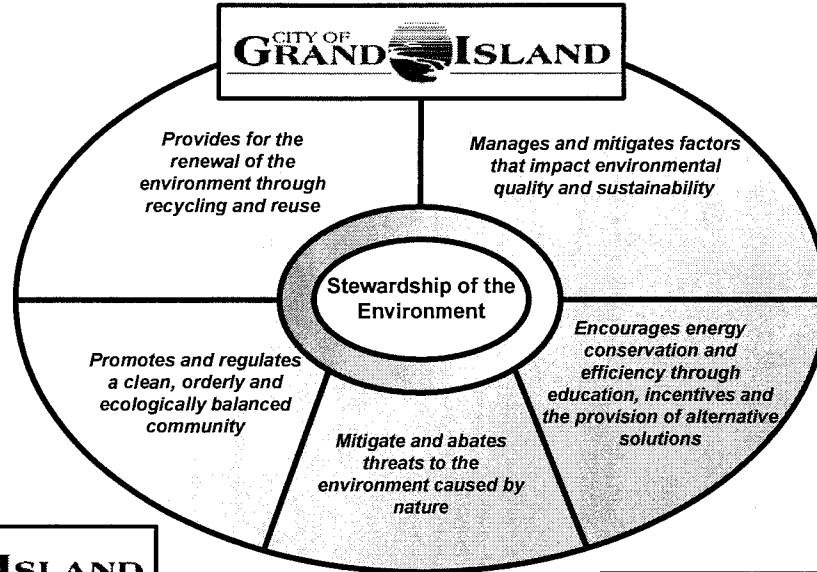 CITY OF
GRAND ISLAND
Provides for the
renewal of the
environment through
recycling and reuse
Manages and mitigates factors
that impact environmental
quality and sustainability
Stewardship of the
Environment
Promotes and regulates
a clean, orderly and
ecologically balanced
community
Mitigate and abates
threats to the
environment caused by
nature
Encourages energy
conservation and
efficiency through
education, incentives and
the provision of alternative
solutions
ISLAND